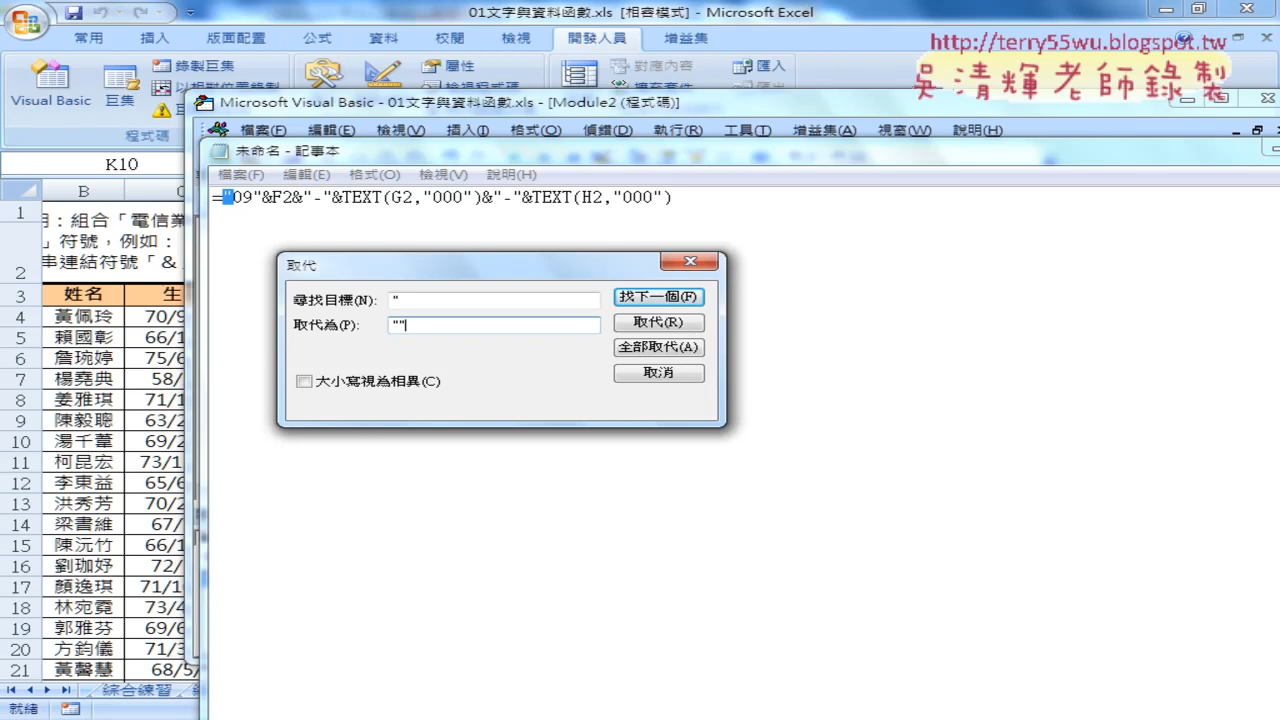 01文字與資料函數.xls [相容模式] - Microsoft Excel
常用 插入 版面配置 公式 資料 校閱 檢視 開發人員 增益集
http://terry55wu.blogspot.tw
吳清輝老師錄製
Visual Basic 巨集 錄製巨集 屬性 對應內容 匯入
程式碼
Microsoft Visual Basic - 01文字與資料函數.xls - [Module2 (程式碼)]
檔案(F) 編輯(E) 檢視(V) 插入(I) 格式(O) 偵錯(D) 執行(R) 工具(T) 增益集(A) 視窗(W) 說明(H)
未命名 - 記事本
檔案(F) 編輯(E) 格式(O) 檢視(V) 說明(H)
="09"&F2&"-"&TEXT(G2,"000")&"-"&TEXT(H2,"000")
取代
尋找目標(N): " 找下一個(F)
取代為(P): "" 取代(R)
全部取代(A)
取消
大小寫視為相異(C)
K10
B
1
：組合「電信業
」符號，例如：
2 串連結符號「&
3 姓名 生
4 黃佩玲 70/9
5 賴國彰 66/1
6 詹琬婷 75/6
7 楊堯典 58/
8 姜雅琪 71/1
9 陳毅聰 63/2
10 湯千葦 69/2
11 柯昆宏 73/1
12 李東益 65/6
13 洪秀芳 70/2
14 梁書維 67/
15 陳沅竹 66/1
16 劉珈妤 72/
17 顏逸琪 71/1
18 林宛霓 73/4
19 郭雅芬 69/6
20 方鈞儀 71/3
21 黃馨慧 68/5/
綜合練習
就緒